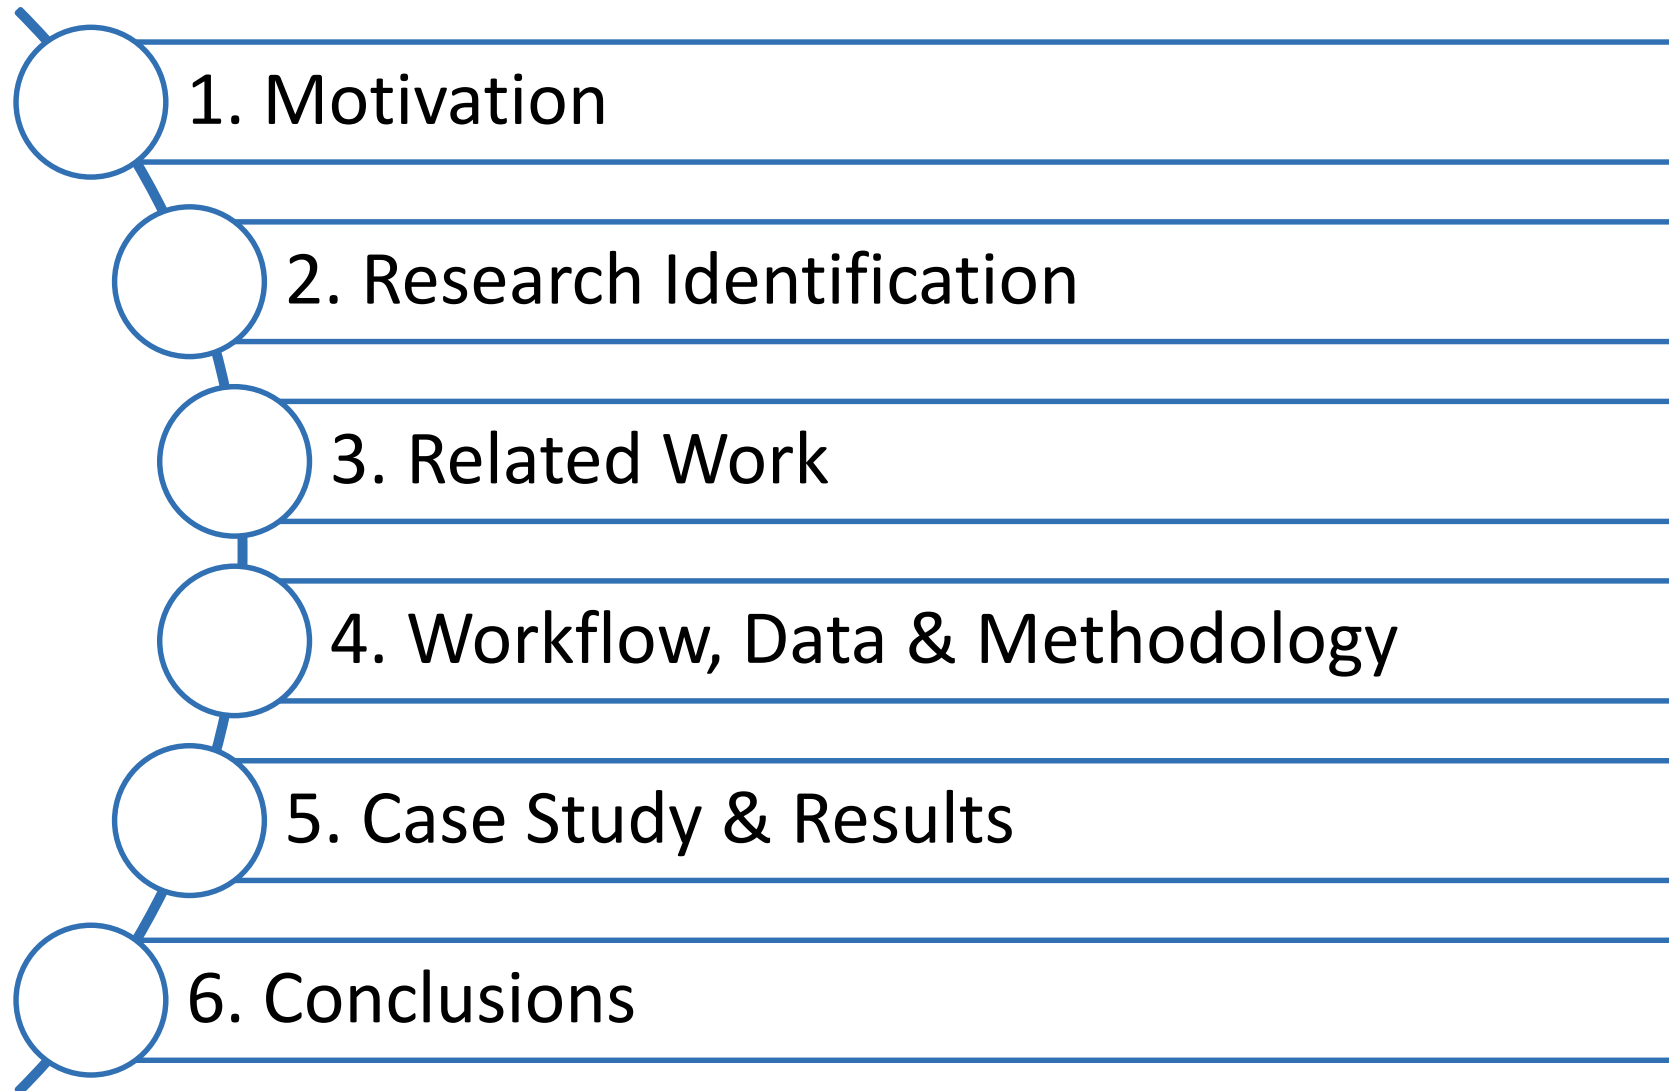 1. Motivation
2. Research Identification
3. Related Work
4. Workflow, Data & Methodology
5. Case Study & Results
6. Conclusions